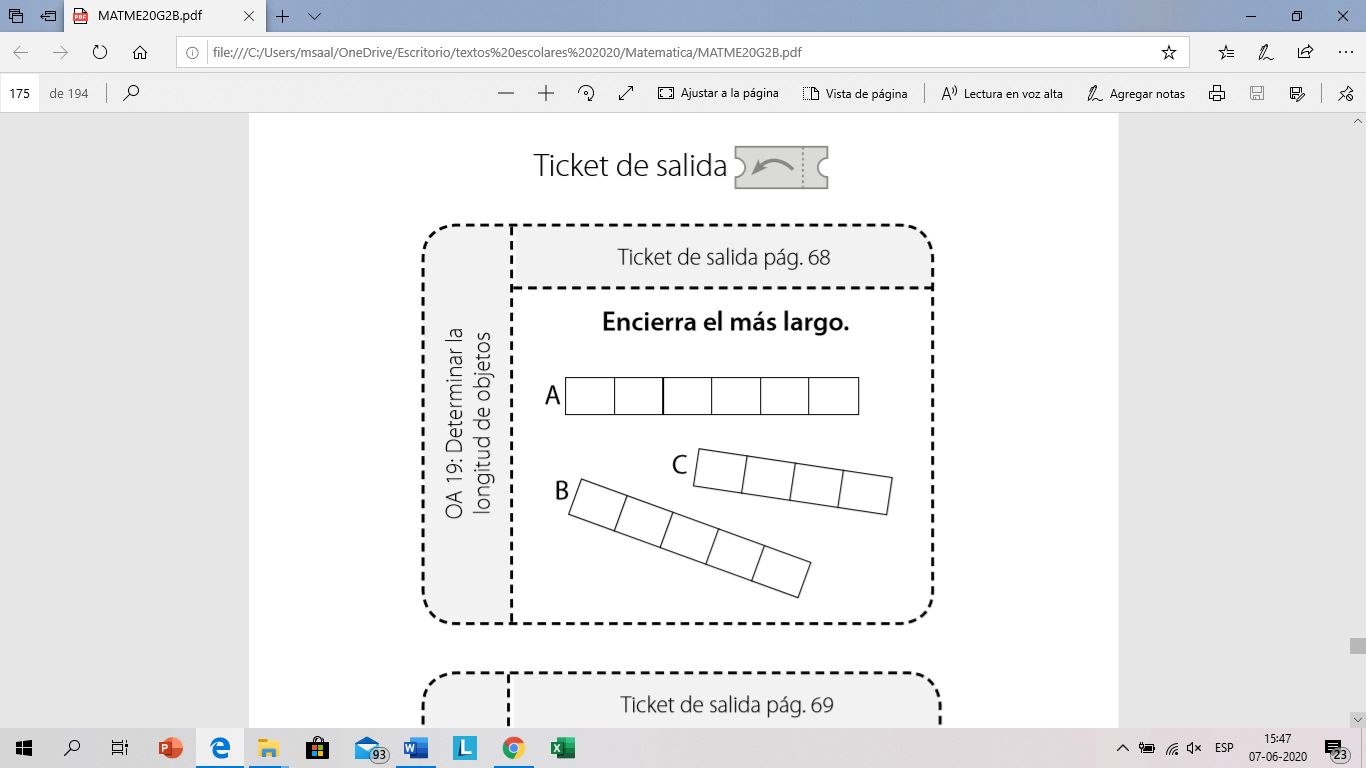 MATME20G2B.pdf
file:///C:/Users/msaal/OneDrive/Escritorio/textos%20escolares%202020/Matematica/MATME20G2B.pdf
175 de 194
Ajustar a la página
Vista de página
Lectura en voz alta
Agregar notas
Ticket de salida
Ticket de salida pág. 68
OA 19: Determinar la
longitud de objetos
Encierra el más largo.
A
C
B
Ticket de salida pág. 69
93
ESP
15:47
07-06-2020
23